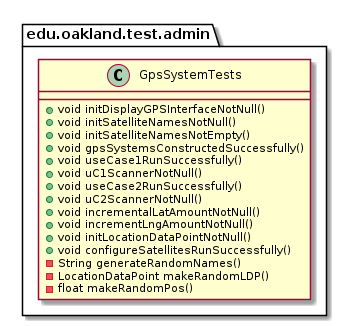 edu.oakland.test.admin
C GpsSystemTests
void initDisplayGPSInterfaceNotNull()
void initSatelliteNamesNotNull()
void initSatelliteNamesNotEmpty()
void gpsSystemsConstructedSuccessfully()
void useCase1RunSuccessfully()
void uC1ScannerNotNull()
void useCase2RunSuccessfully()
void uC2ScannerNotNull()
void incrementalLatAmountNotNull()
void incrementLngAmountNotNull()
void initLocationDataPointNotNull()
void configureSatellitesRunSuccessfully()
String generateRandomNames()
LocationDataPoint makeRandomLDP()
float makeRandomPos()